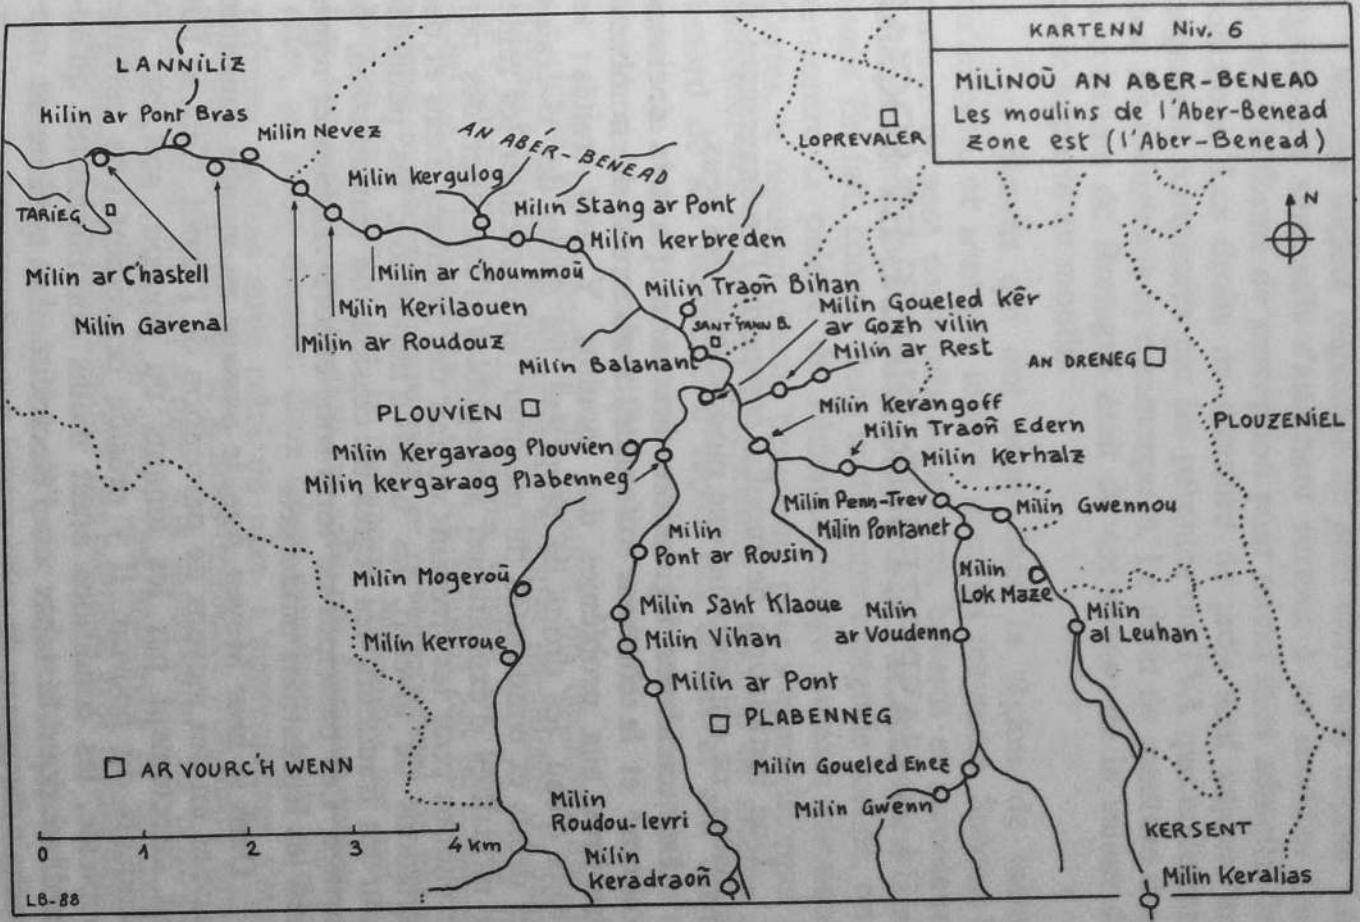 KARTENN Niv. 6
MILINOÙ AN ABER-BENEAD
Les moulins de l'Aber-Benead
zone est (l'Aber-Benead)
N
LANNILIZ
Milin ar Pont Bras
Milin Nevez
AN ABER-BENEAD
LOPREVALER
Milin Kergulog
Milin Stang ar Pont
TARIEG
Milin Kerbreden
Milin ar C'hastell
Milin ar C'hoummoù
Milin Traoñ Bihan
Milin Kerilaouen
Milin Goueled Kêr
Milin Garena
SANT YANN B.
ar Gozh vilin
Milin ar Roudouz
Milin ar Rest
Milin Balanant
AN DRENEG
PLOUVIEN
Milin Kerangoff
PLOUZENIEL
Milin Traoñ Edern
Milin Kergaraog Plouvien
Milin Kerhalz
Milin Kergaraog Plabenneg
Milin Penn-Trev
Milin Gwennou
Milin
Pont ar Rousin
Milin Pontanet
Milin Mogeroù
Milin
Lok Maze
Milin Sant Klaoue
Milin
ar Voudenn
Milin
al Leuhan
Milin Kerroue
Milin Vihan
Milin ar Pont
PLABENNEG
AR VOURC'H WENN
Milin Goueled Enez
Milin Gwenn
Milin
Roudou-levri
KERSENT
0 1 2 3 4 km
Milin
Keradraoñ
Milin Keralias
LB-88